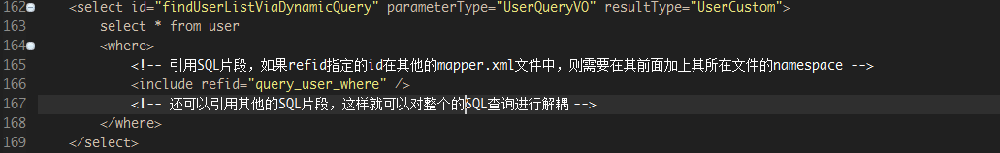 162 <select id="findUserListViaDynamicQuery" parameterType="UserQueryVO" resultType="UserCustom">
163 select * from user
164 <where>
165 <!-- 引用SQL片段，如果refid指定的id在其他的mapper.xml文件中，则需要在其前面加上其所在文件的namespace -->
166 <include refid="query_user_where" />
167 <!-- 还可以引用其他的SQL片段，这样就可以对整个的SQL查询进行解耦 -->
168 </where>
169 </select>